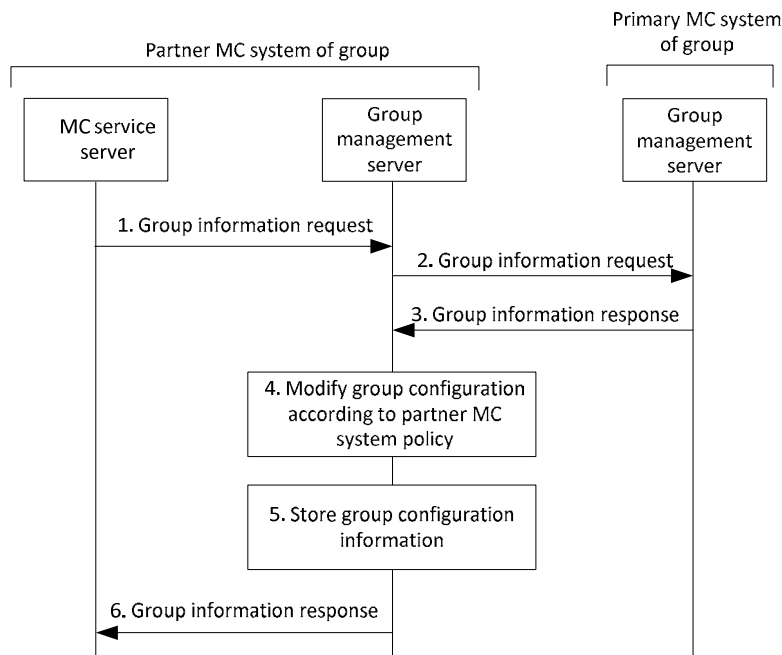 Primary MC system
of group
Partner MC system of group
MC service
server
Group
management
server
Group
management
server
1. Group information request
2. Group information request
3. Group information response
4. Modify group configuration
according to partner MC
system policy
5. Store group configuration
information
6. Group information response